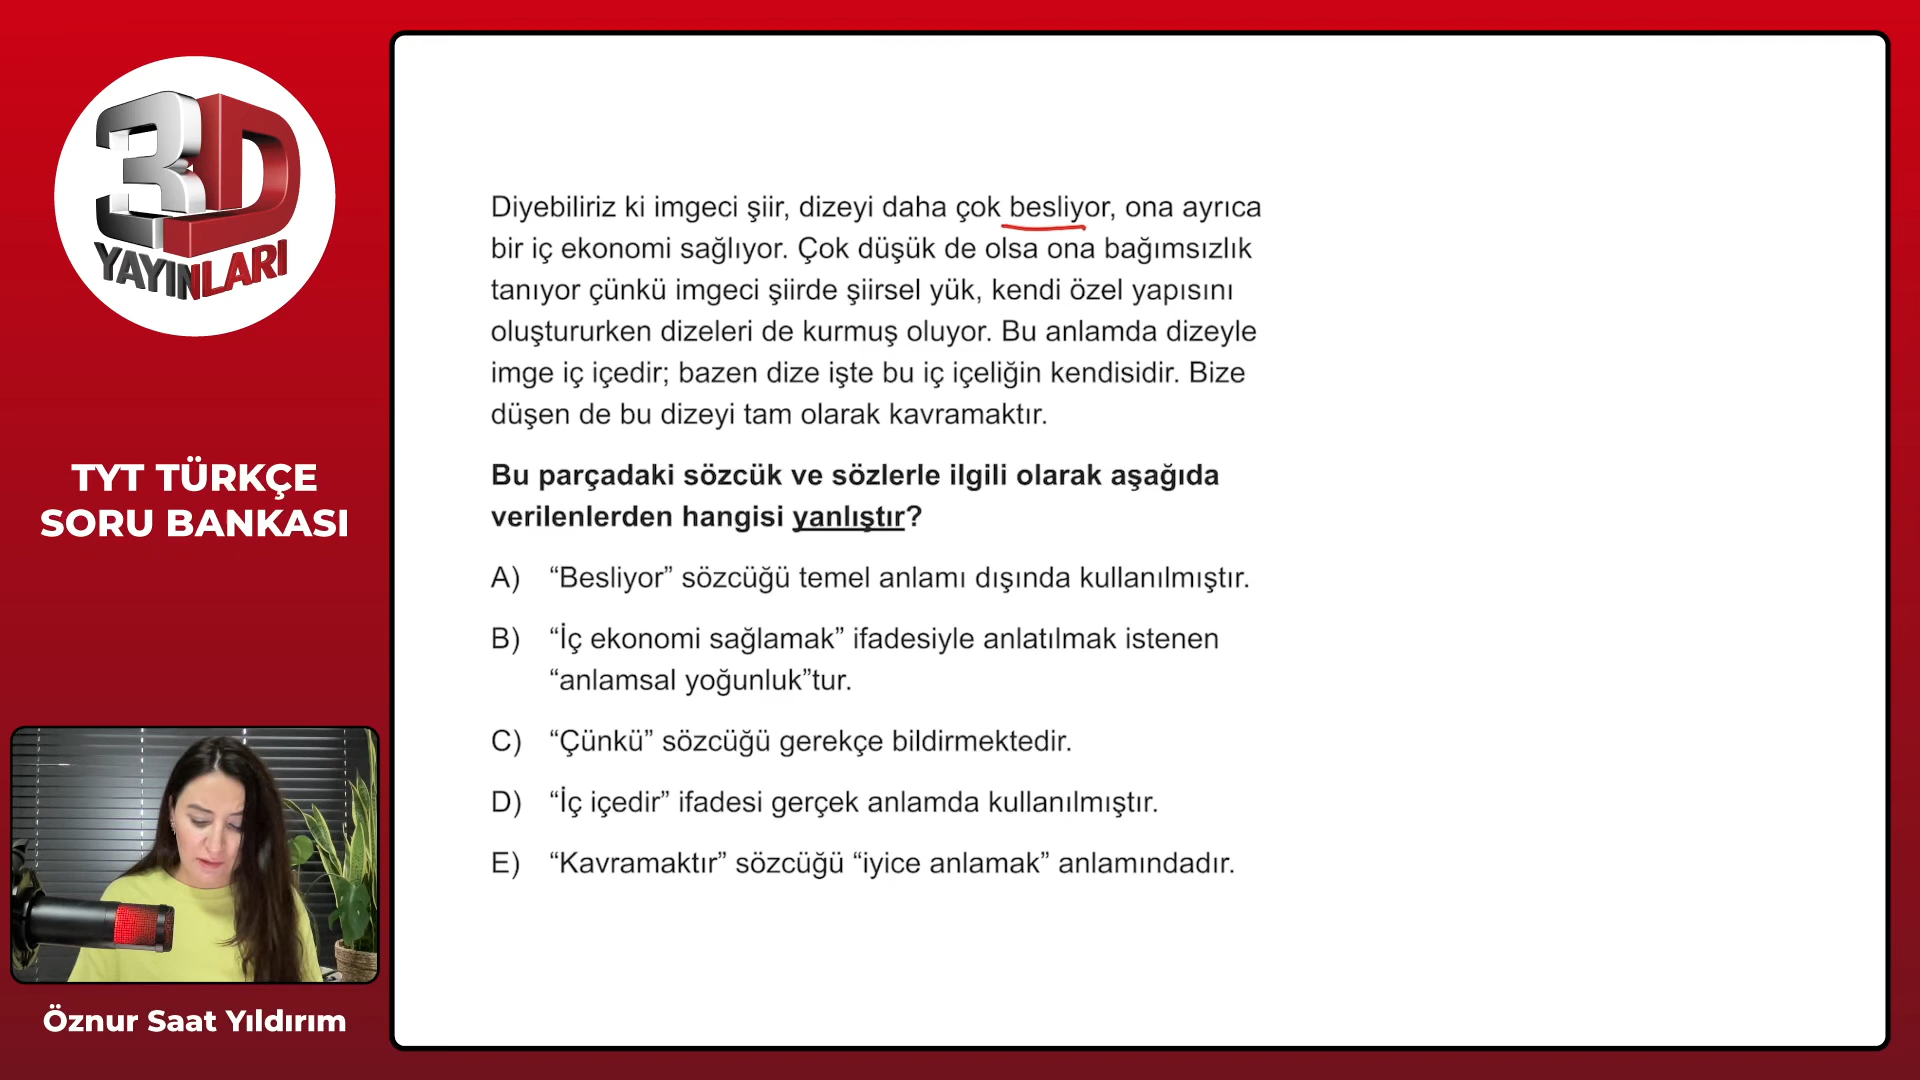 3D
YAYINLARI
TYT TÜRKÇE
SORU BANKASI
Öznur Saat Yıldırım
Diyebiliriz ki imgeci şiir, dizeyi daha çok besliyor, ona ayrıca
bir iç ekonomi sağlıyor. Çok düşük de olsa ona bağımsızlık
tanıyor çünkü imgeci şiirde şiirsel yük, kendi özel yapısını
oluştururken dizeleri de kurmuş oluyor. Bu anlamda dizeyle
imge iç içedir; bazen dize işte bu iç içeliğin kendisidir. Bize
düşen de bu dizeyi tam olarak kavramaktır.
Bu parçadaki sözcük ve sözlerle ilgili olarak aşağıda
verilenlerden hangisi yanlıştır?
A) “Besliyor” sözcüğü temel anlamı dışında kullanılmıştır.
B) “İç ekonomi sağlamak” ifadesiyle anlatılmak istenen
“anlamsal yoğunluk”tur.
C) “Çünkü” sözcüğü gerekçe bildirmektedir.
D) “İç içedir” ifadesi gerçek anlamda kullanılmıştır.
E) “Kavramaktır” sözcüğü “iyice anlamak” anlamındadır.